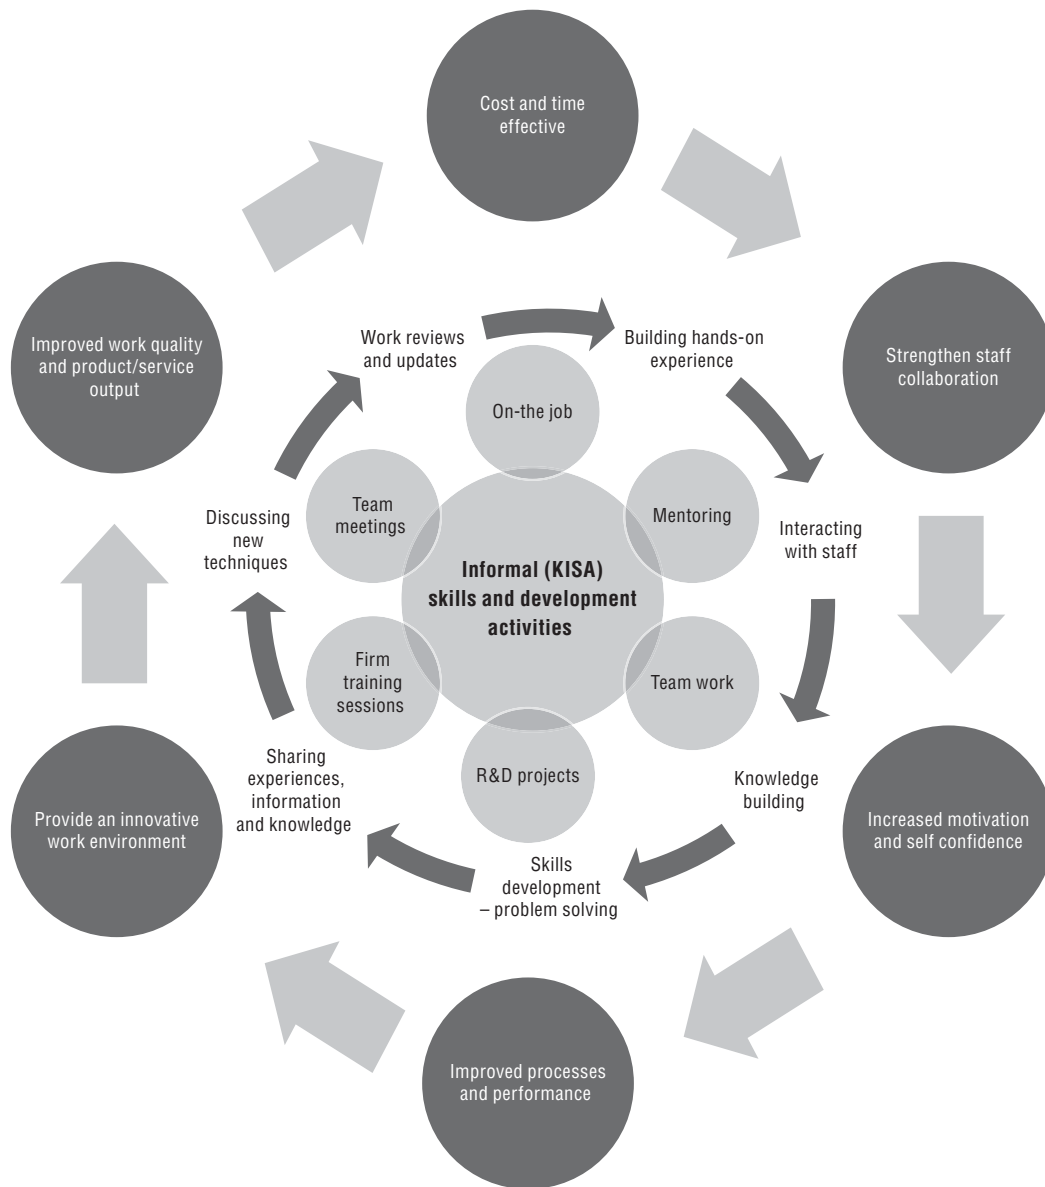 Cost and time
effective
Improved work quality
and product/service
output
Strengthen staff
collaboration
Work reviews
and updates
Building hands-on
experience
On-the job
Discussing
new
techniques
Team
meetings
Mentoring
Interacting
with staff
Informal (KISA)
skills and development
activities
Firm
training
sessions
Team work
Sharing
experiences,
information
and knowledge
R&D projects
Knowledge
building
Provide an innovative
work environment
Increased motivation
and self confidence
Skills
development
– problem solving
Improved processes
and performance